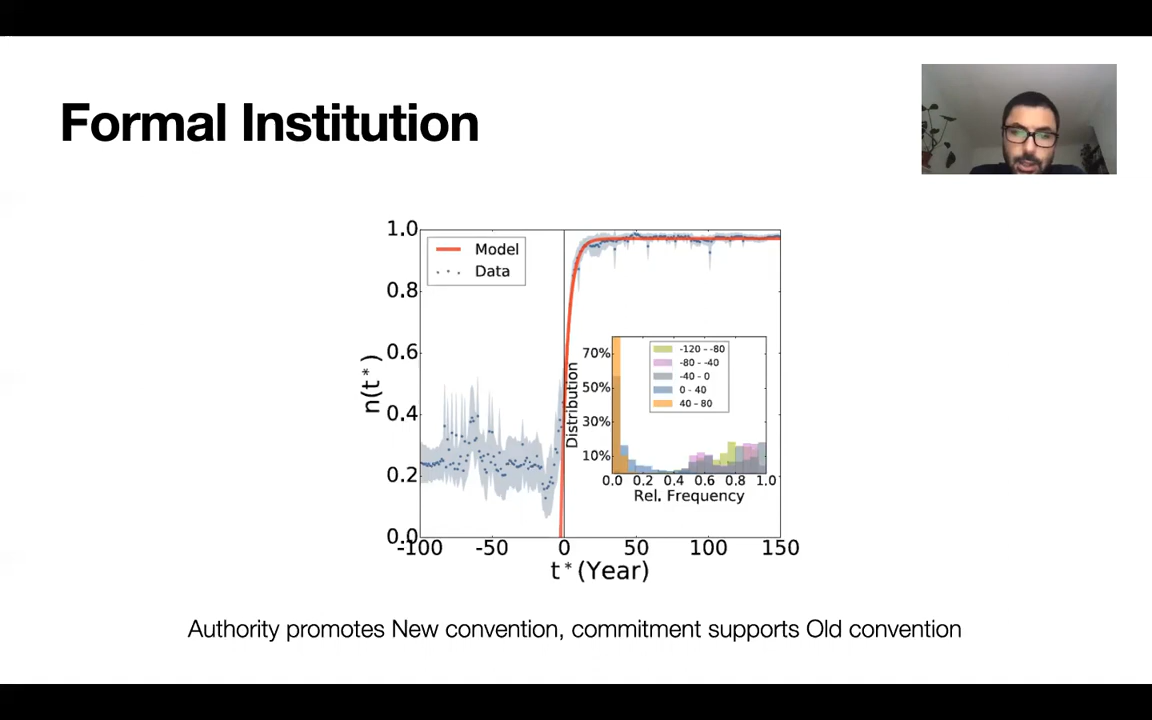 Formal Institution
1.0
0.8
0.6
0.4
0.2
0.0
n(t*)
Model
Data
-100
-50
0
50
100
150
t*(Year)
Distribution
70%
50%
30%
10%
-120 - -80
-80 - -40
-40 - 0
0 - 40
40 - 80
0.0 0.2 0.4 0.6 0.8 1.0
Rel. Frequency
Authority promotes New convention, commitment supports Old convention